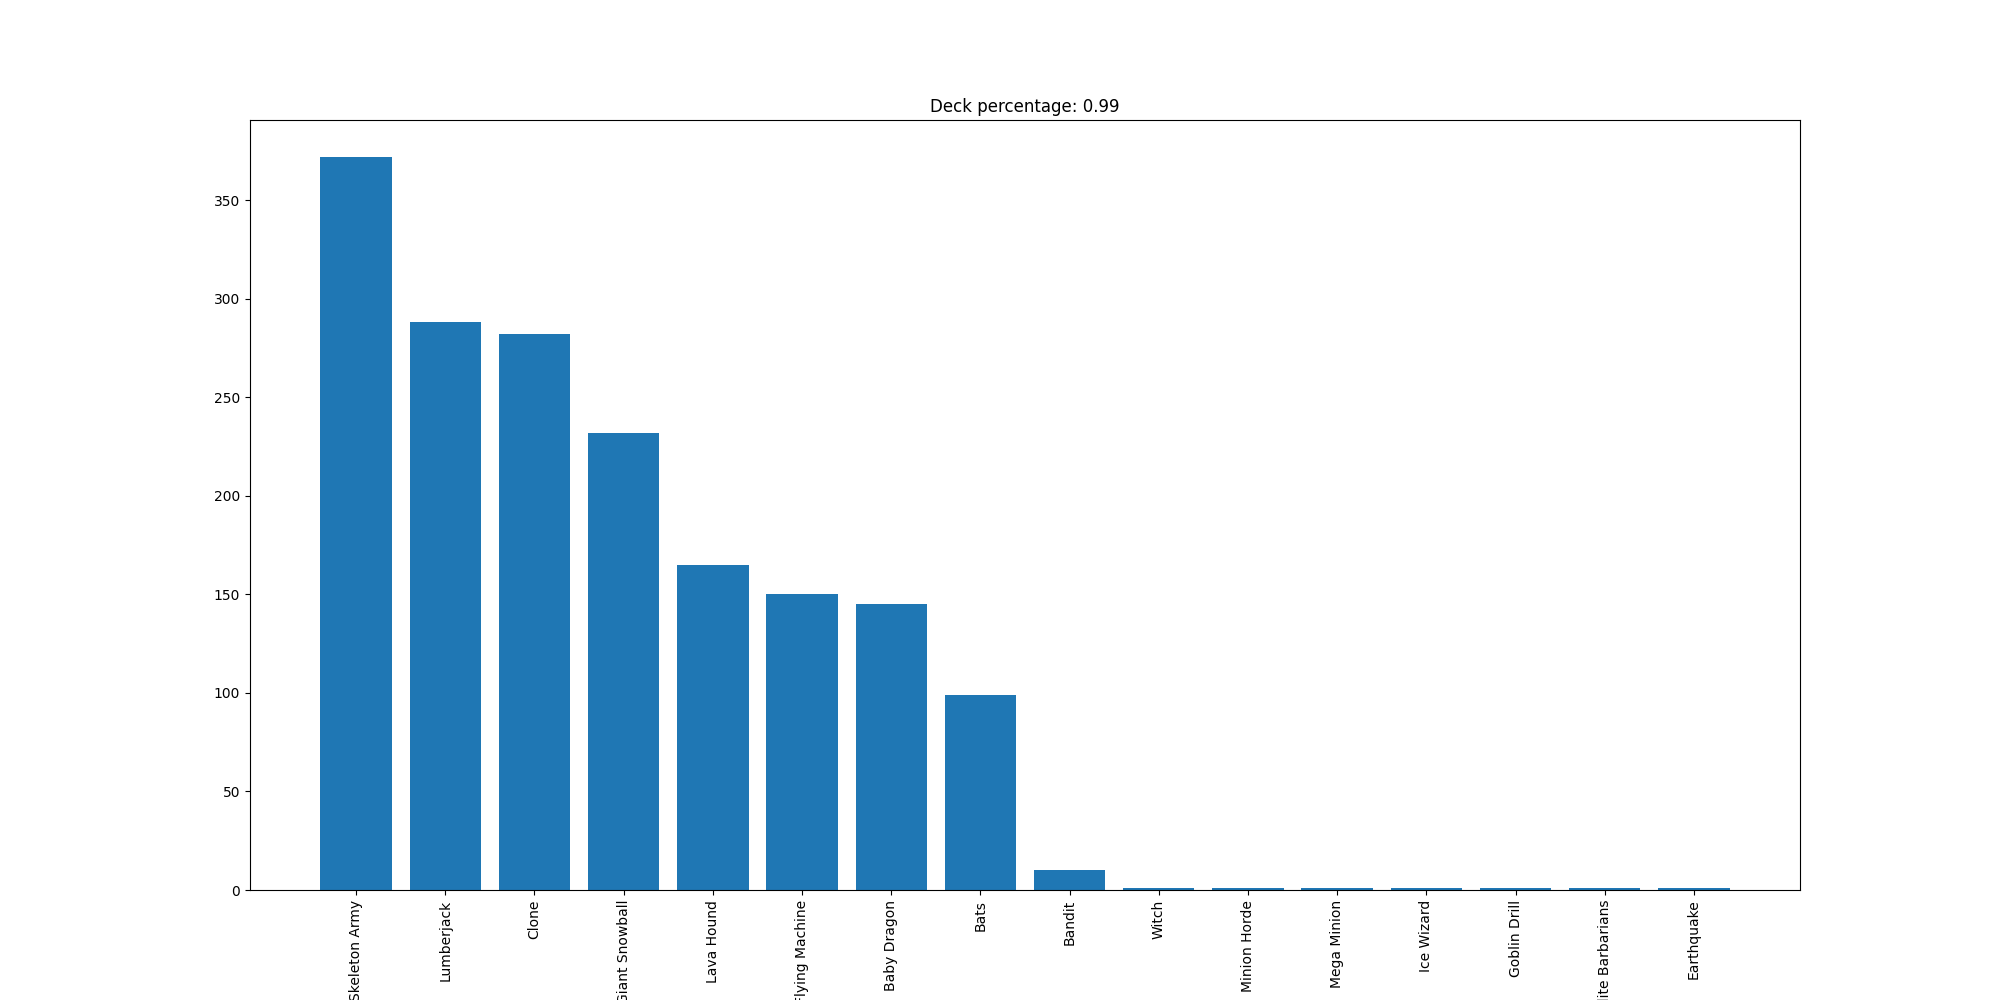 Deck percentage: 0.99
350
300
250
200
150
100
50
0
Skeleton Army
Lumberjack
Clone
Giant Snowball
Lava Hound
Flying Machine
Baby Dragon
Bats
Bandit
Witch
Minion Horde
Mega Minion
Ice Wizard
Goblin Drill
lite Barbarians
Earthquake